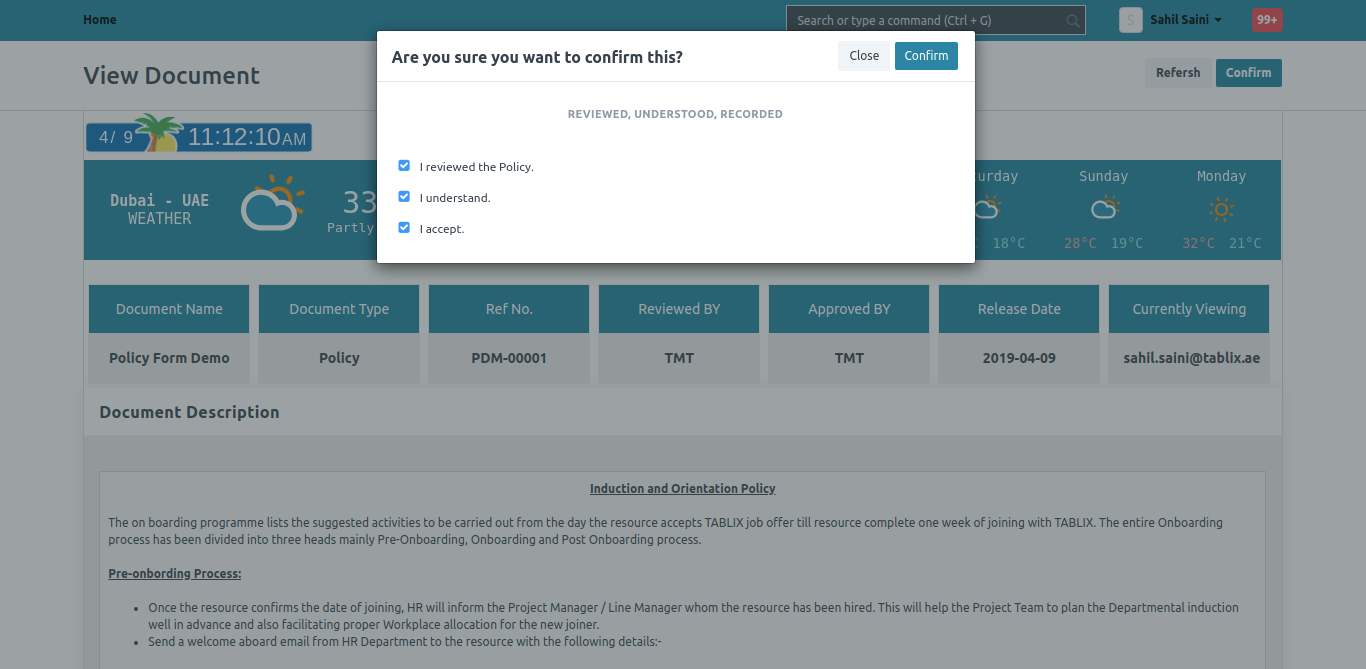 Home
Search or type a command (Ctrl + G)
S
Sahil Saini
99+
View Document
Refersh
Confirm
Are you sure you want to confirm this?
Close
Confirm
REVIEWED, UNDERSTOOD, RECORDED
I reviewed the Policy.
I understand.
I accept.
4/ 9
11:12:10 AM
Dubai - UAE
WEATHER
33
Partly
Sunday
Monday
18°C
28°C 19°C
32°C 21°C
Document Name
Document Type
Ref No.
Reviewed BY
Approved BY
Release Date
Currently Viewing
Policy Form Demo
Policy
PDM-00001
TMT
TMT
2019-04-09
sahil.saini@tablix.ae
Document Description
Induction and Orientation Policy
The on boarding programme lists the suggested activities to be carried out from the day the resource accepts TABLIX job offer till resource complete one week of joining with TABLIX. The entire Onboarding
process has been divided into three heads mainly Pre-Onboarding, Onboarding and Post Onboarding process.
Pre-onbording Process:
• Once the resource confirms the date of joining, HR will inform the Project Manager / Line Manager whom the resource has been hired. This will help the Project Team to plan the Departmental induction
well in advance and also facilitating proper Workplace allocation for the new joiner.
• Send a welcome aboard email from HR Department to the resource with the following details:-